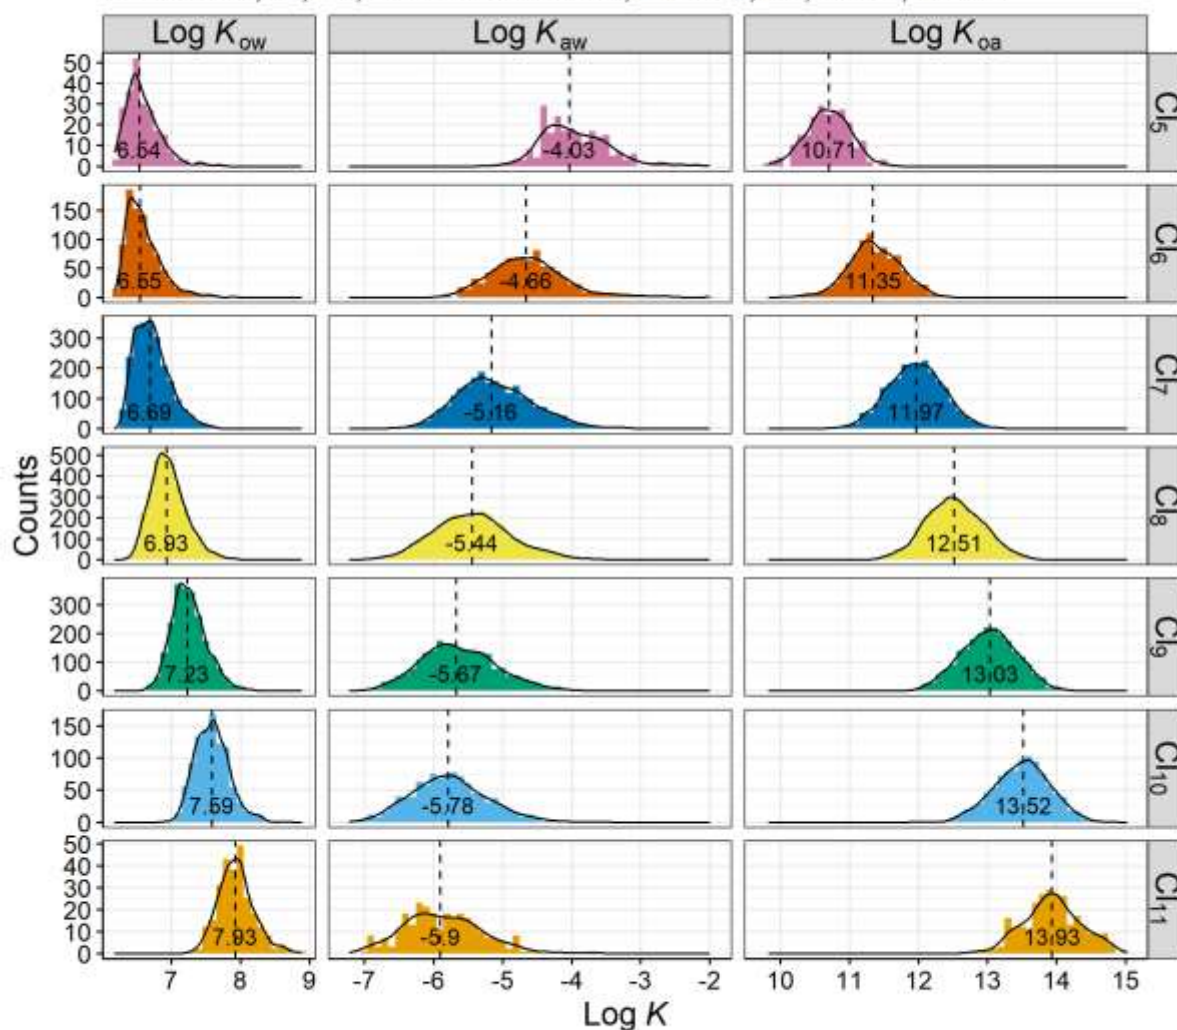 Log Kow Log Kaw Log Koa
50 40 30 20 10 0 6.54 -4.03 10.71 Cl5
150 100 50 0 6.55 -4.66 11.35 Cl6
300 200 100 0 6.69 -5.16 11.97 Cl7
500 400 300 200 100 0 6.93 -5.44 12.51 Cl8
Counts
300 200 100 0 7.23 -5.67 13.03 Cl9
150 100 50 0 7.59 -5.78 13.52 Cl10
50 40 30 20 10 0 7.93 -5.9 13.93 Cl11
7 8 9 -7 -6 -5 -4 -3 -2 10 11 12 13 14 15
Log K